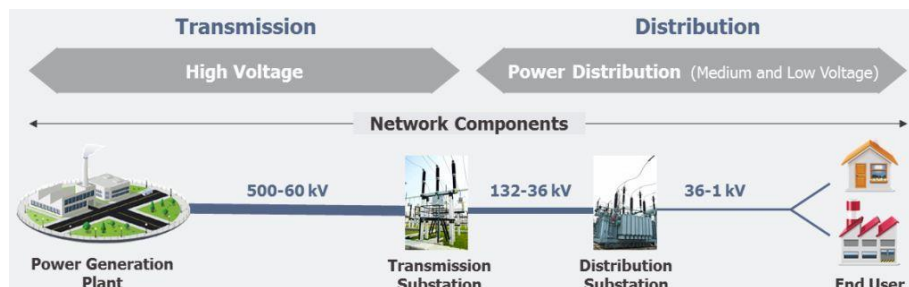 Transmission
Distribution
High Voltage
Power Distribution (Medium and Low Voltage)
Network Components
500-60 kV
132-36 kV
36-1 kV
Power Generation
Plant
Transmission
Substation
Distribution
Substation
End User